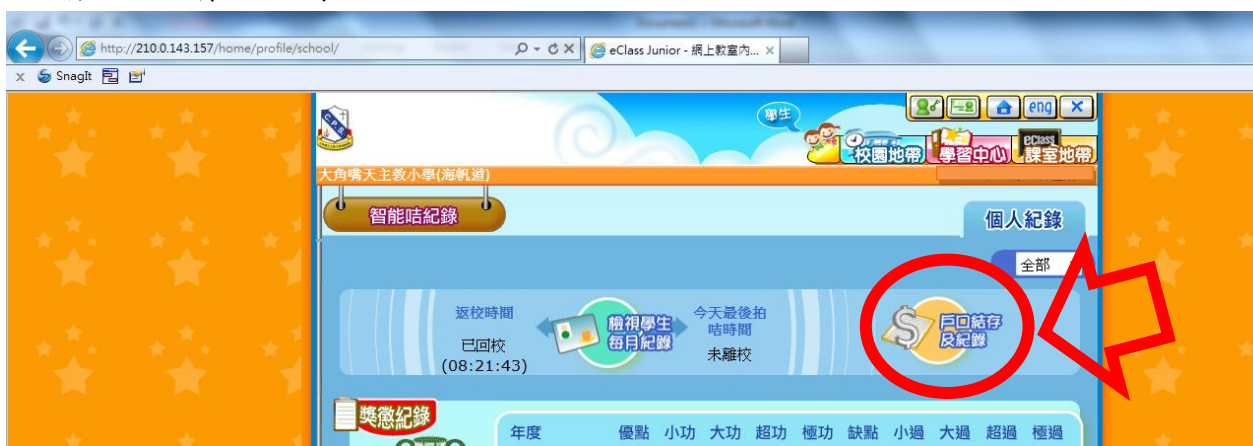 http://210.0.143.157/home/profile/school/
eClass Junior - 網上教室內...
x SnagIt
學生
eng
C.P.S.
校園地帶 學習中心 eClass 課室地帶
大角嘴天主教小學(海帆道)
智能咭紀錄
個人紀錄
全部
返校時間
已回校
(08:21:43)
檢視學生
每月紀錄
今天最後拍
咭時間
未離校
戶口結存
及紀錄
獎懲紀錄
年度 優點 小功 大功 超功 極功 缺點 小過 大過 超過 極過